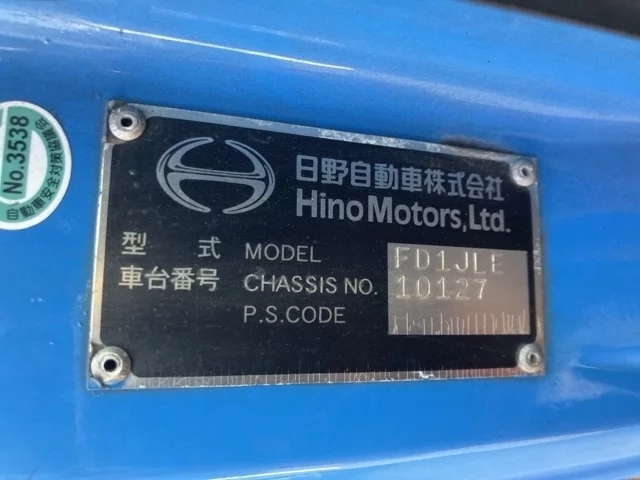 No.3538
日野自動車株式会社
Hino Motors, Ltd.
型 式 MODEL FD1JLE
車台番号 CHASSIS NO. 10127
P.S.CODE